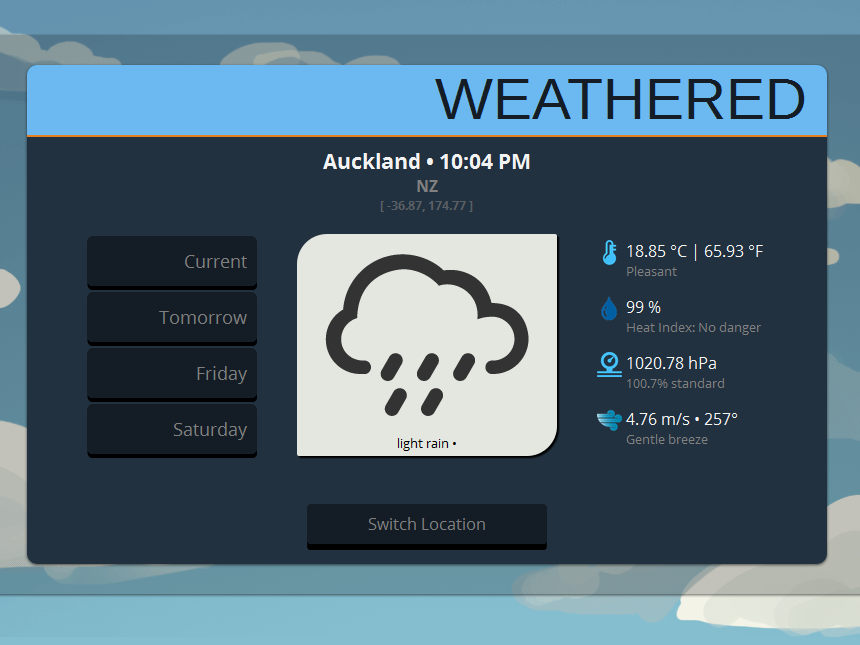 WEATHERED
Auckland • 10:04 PM
NZ
[ -36.87, 174.77 ]
Current
Tomorrow
Friday
Saturday
light rain •
18.85 °C | 65.93 °F
Pleasant
99 %
Heat Index: No danger
1020.78 hPa
100.7% standard
4.76 m/s • 257°
Gentle breeze
Switch Location